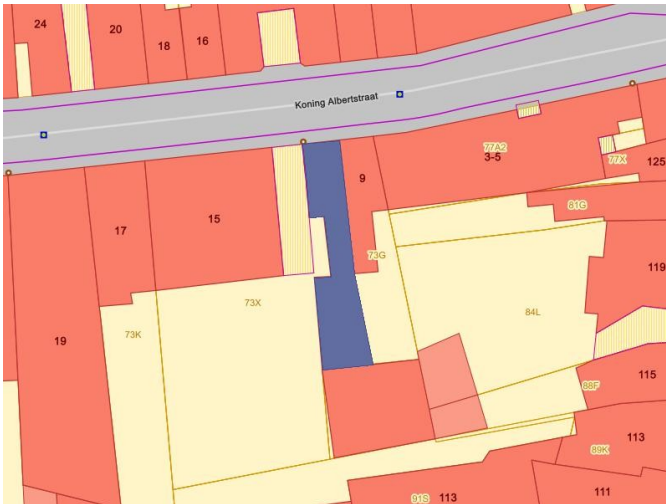 24
20
18
16
Koning Albertstraat
77A2
3-5
77X
125
9
15
17
81G
73G
119
73X
84L
73K
19
115
88F
113
89K
111
91S
113